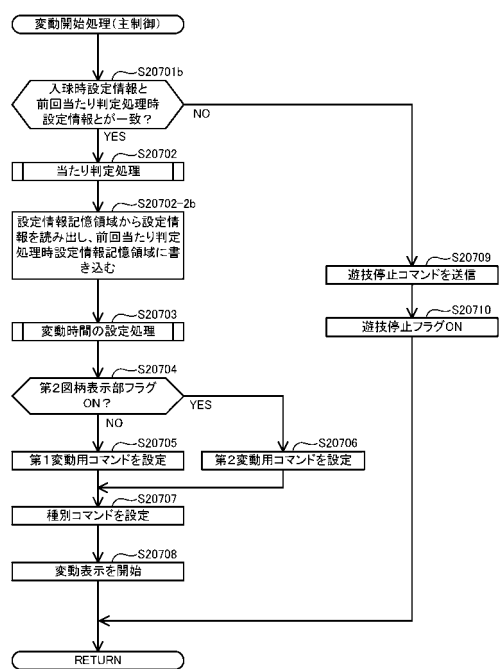 変動開始処理(主制御)
S20701b
入球時設定情報と
前回当たり判定処理時
設定情報とが一致?
NO
YES
S20702
当たり判定処理
S20702-2b
設定情報記憶領域から設定情
報を読み出し、前回当たり判定
処理時設定情報記憶領域に書
き込む
S20709
遊技停止コマンドを送信
S20703
変動時間の設定処理
S20710
遊技停止フラグON
S20704
第2図柄表示部フラグ
ON?
YES
NO
S20705
第1変動用コマンドを設定
S20706
第2変動用コマンドを設定
S20707
種別コマンドを設定
S20708
変動表示を開始
RETURN